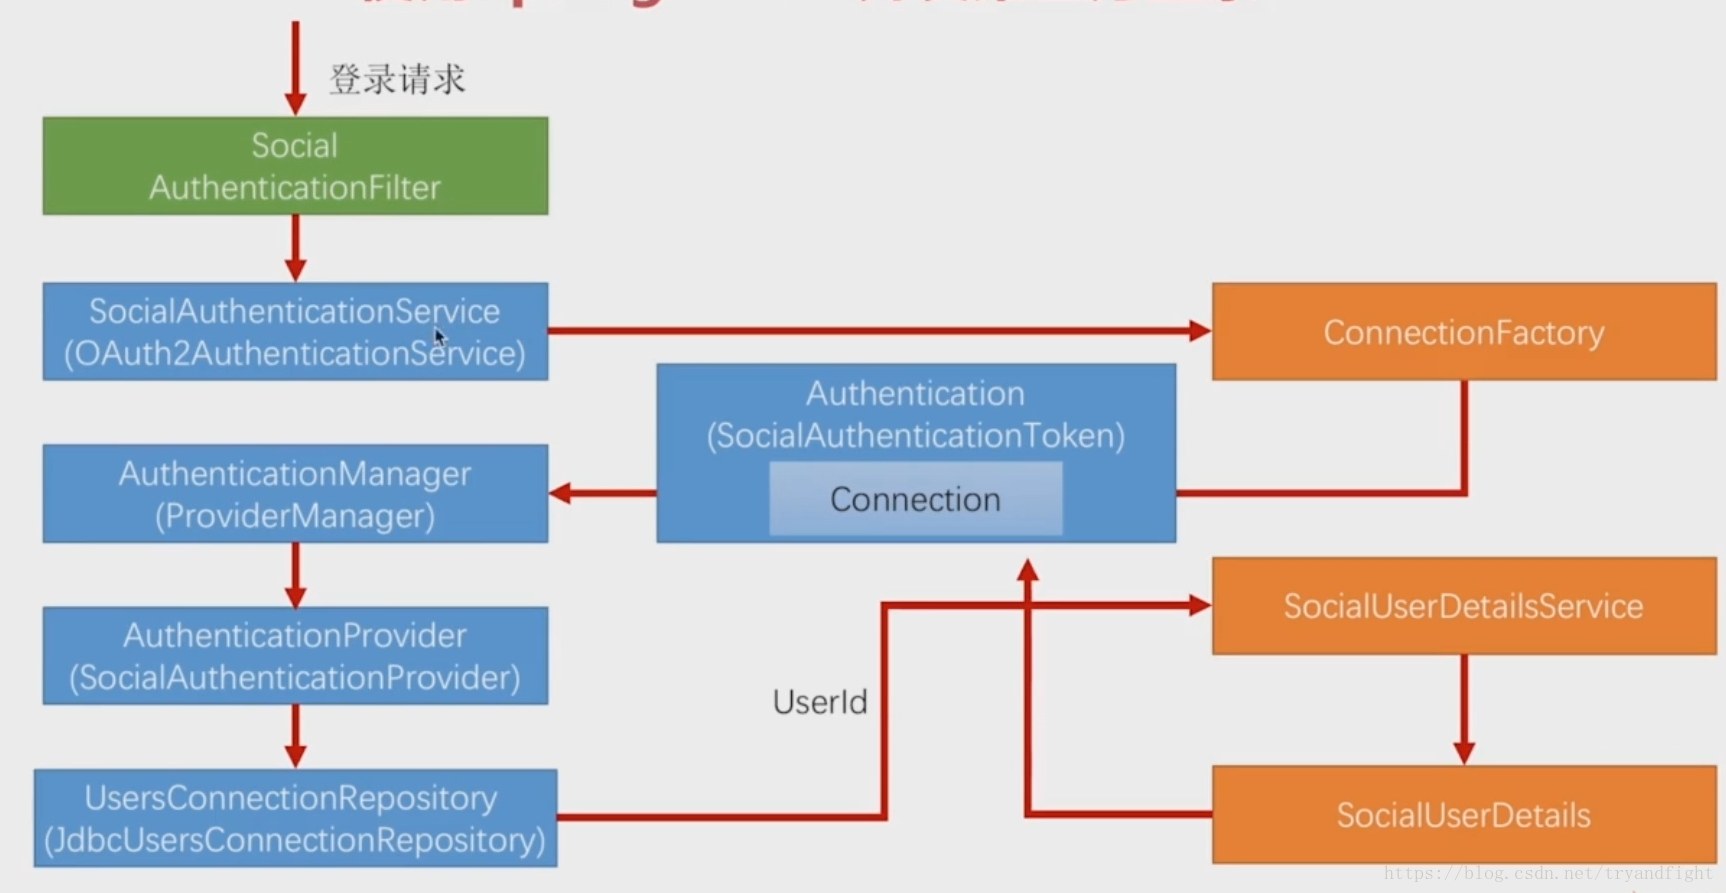 登录请求
Social
AuthenticationFilter
SocialAuthenticationService
(OAuth2AuthenticationService)
ConnectionFactory
Authentication
(SocialAuthenticationToken)
Connection
AuthenticationManager
(ProviderManager)
SocialUserDetailsService
AuthenticationProvider
(SocialAuthenticationProvider)
UserId
UsersConnectionRepository
(JdbcUsersConnectionRepository)
SocialUserDetails
https://blog.csdn.net/tryandfight